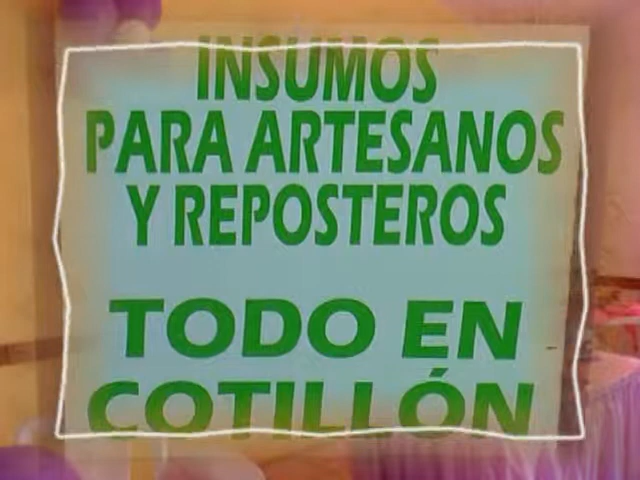 INSUMOS
PARA ARTESANOS
Y REPOSTEROS
TODO EN
COTILLÓN